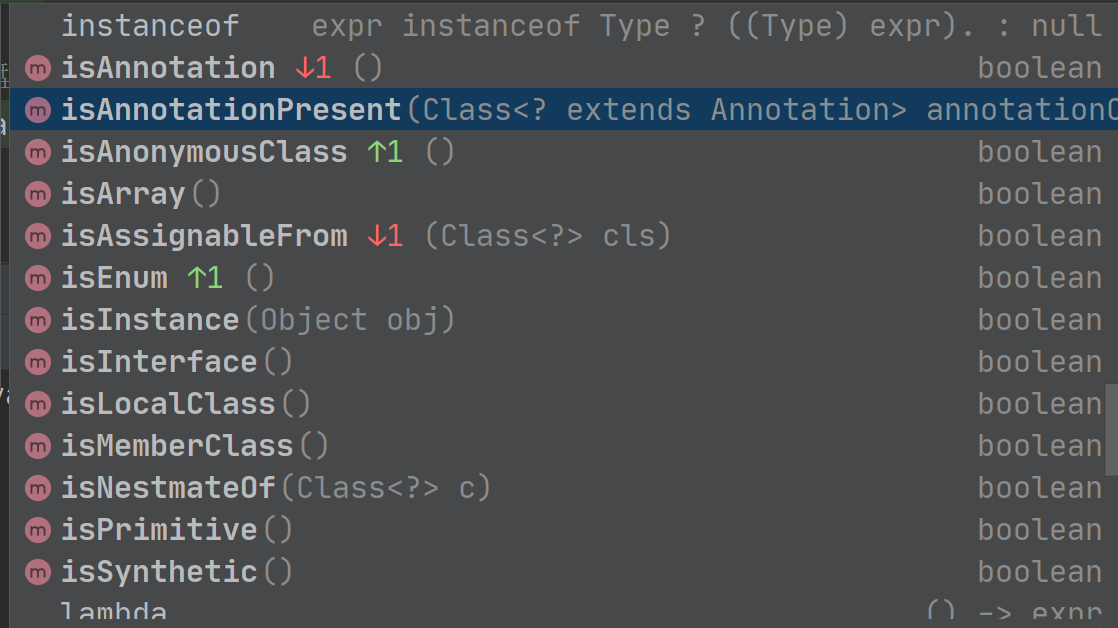 instanceof expr instanceof Type ? ((Type) expr). : null
m isAnnotation ↓1 () boolean
m isAnnotationPresent(Class<? extends Annotation> annotationC
m isAnonymousClass ↑1 () boolean
m isArray() boolean
m isAssignableFrom ↓1 (Class<?> cls) boolean
m isEnum ↑1 () boolean
m isInstance(Object obj) boolean
m isInterface() boolean
m isLocalClass() boolean
m isMemberClass() boolean
m isNestmateOf(Class<?> c) boolean
m isPrimitive() boolean
m isSynthetic() boolean
lambda () -> expr